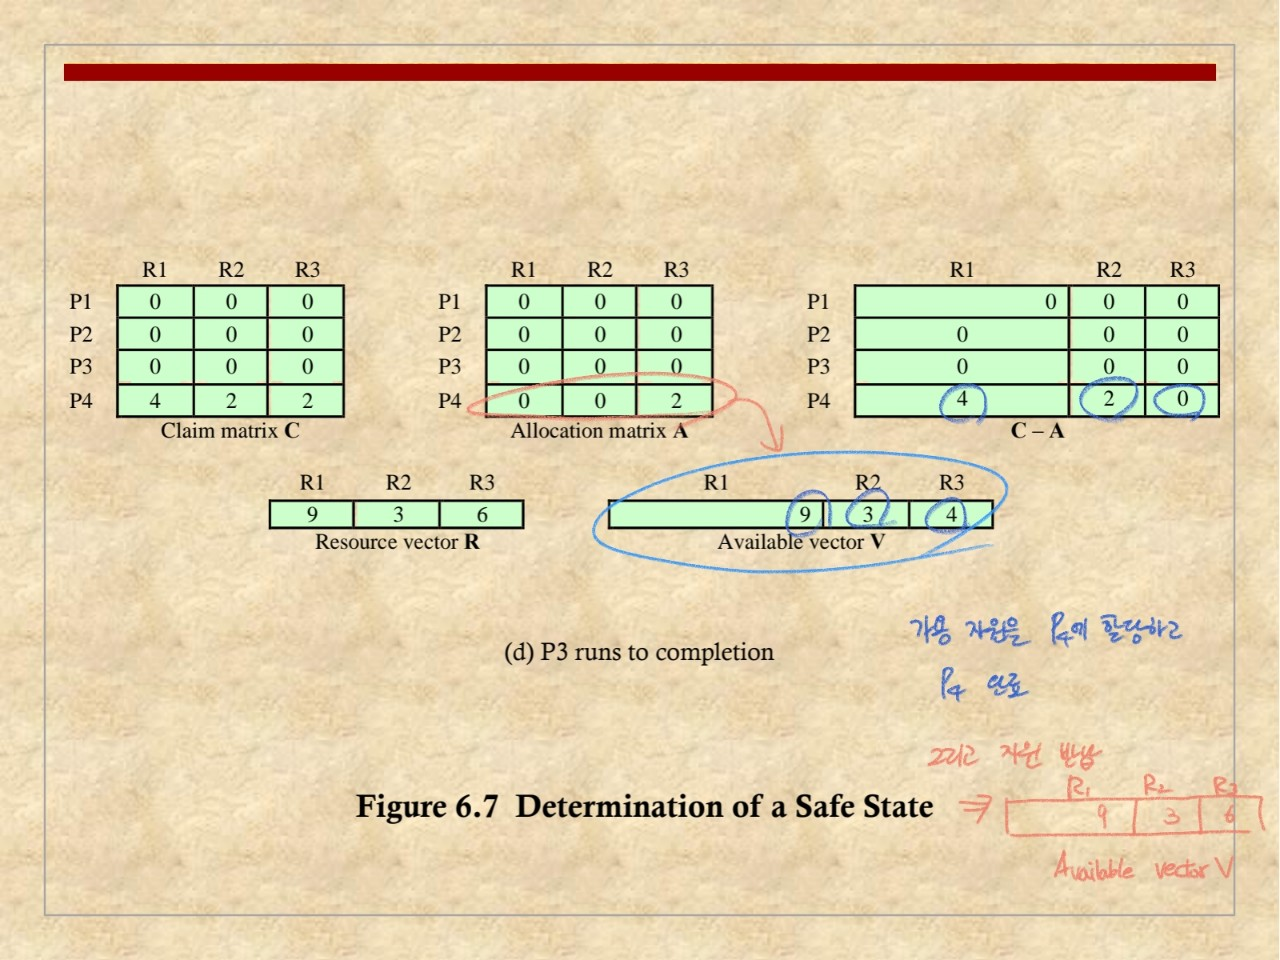 R1 R2 R3
P1 0 0 0
P2 0 0 0
P3 0 0 0
P4 4 2 2
Claim matrix C
R1 R2 R3
P1 0 0 0
P2 0 0 0
P3 0 0 0
P4 0 0 2
Allocation matrix A
R1 R2 R3
P1 0 0 0
P2 0 0 0
P3 0 0 0
P4 4 2 0
C – A
R1 R2 R3
9 3 6
Resource vector R
R1 R2 R3
9 3 4
Available vector V
가용 자원을 P4에 할당하고
P4 완료
(d) P3 runs to completion
그리고 자원 반납
R1 R2 R3
⇒ 9 3 6
Available vector V
Figure 6.7 Determination of a Safe State